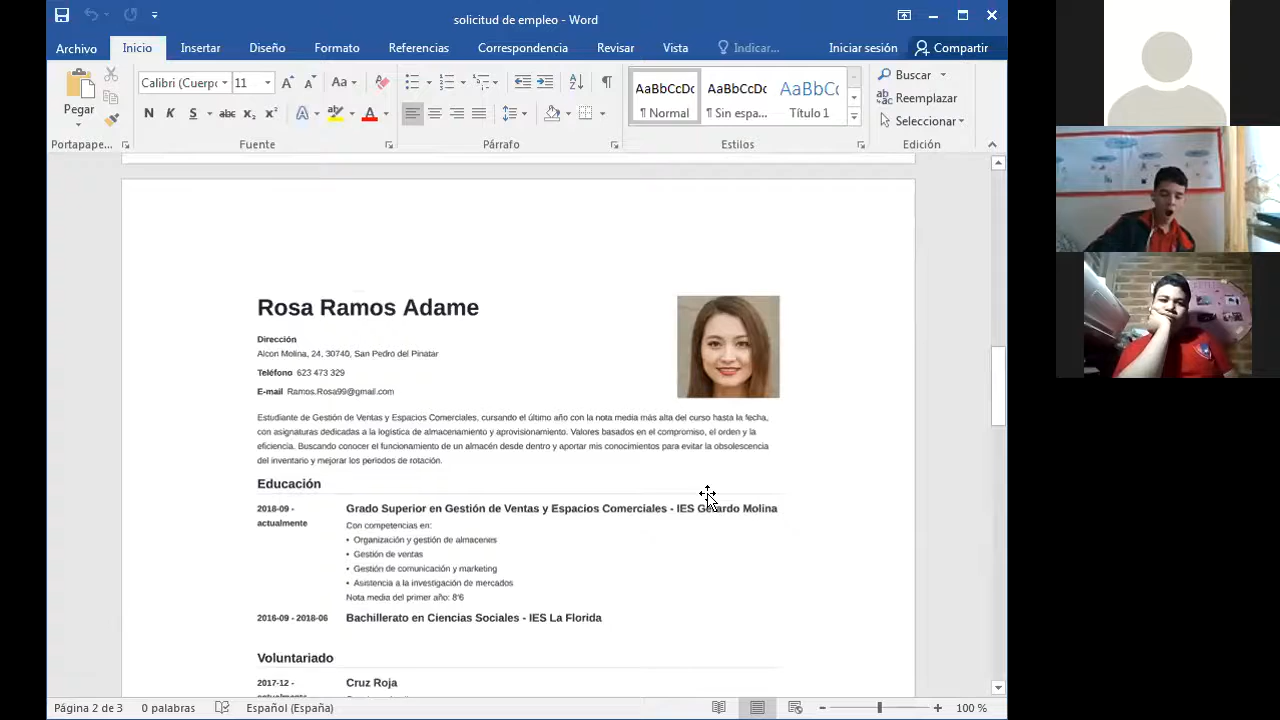 solicitud de empleo - Word
Archivo Inicio Insertar Diseño Formato Referencias Correspondencia Revisar Vista Indicar... Iniciar sesión Compartir
Pegar
Calibri (Cuerpo 11
N K S abc x₂ x² A A
Aa
AaBbCcDc AaBbCcDc AaBbCc
¶ Normal ¶ Sin espa... Título 1
Buscar
Reemplazar
Seleccionar
Portapape... Fuente Párrafo Estilos Edición
Rosa Ramos Adame
Dirección
Alcon Molina, 24, 30740, San Pedro del Pinatar
Teléfono 623 473 329
E-mail Ramos.Rosa99@gmail.com
Estudiante de Gestión de Ventas y Espacios Comerciales, cursando el último año con la nota media más alta del curso hasta la fecha,
con asignaturas dedicadas a la logística de almacenamiento y aprovisionamiento. Valores basados en el compromiso, el orden y la
eficiencia. Buscando conocer el funcionamiento de un almacén desde dentro y aportar mis conocimientos para evitar la obsolescencia
del inventario y mejorar los periodos de rotación.
Educación
2018-09 -
actualmente
Grado Superior en Gestión de Ventas y Espacios Comerciales - IES Gerardo Molina
Con competencias en:
• Organización y gestión de almacenes
• Gestión de ventas
• Gestión de comunicación y marketing
• Asistencia a la investigación de mercados
Nota media del primer año: 8'6
2016-09 - 2018-06 Bachillerato en Ciencias Sociales - IES La Florida
Voluntariado
2017-12 -
Cruz Roja
Página 2 de 3 0 palabras Español (España) 100 %